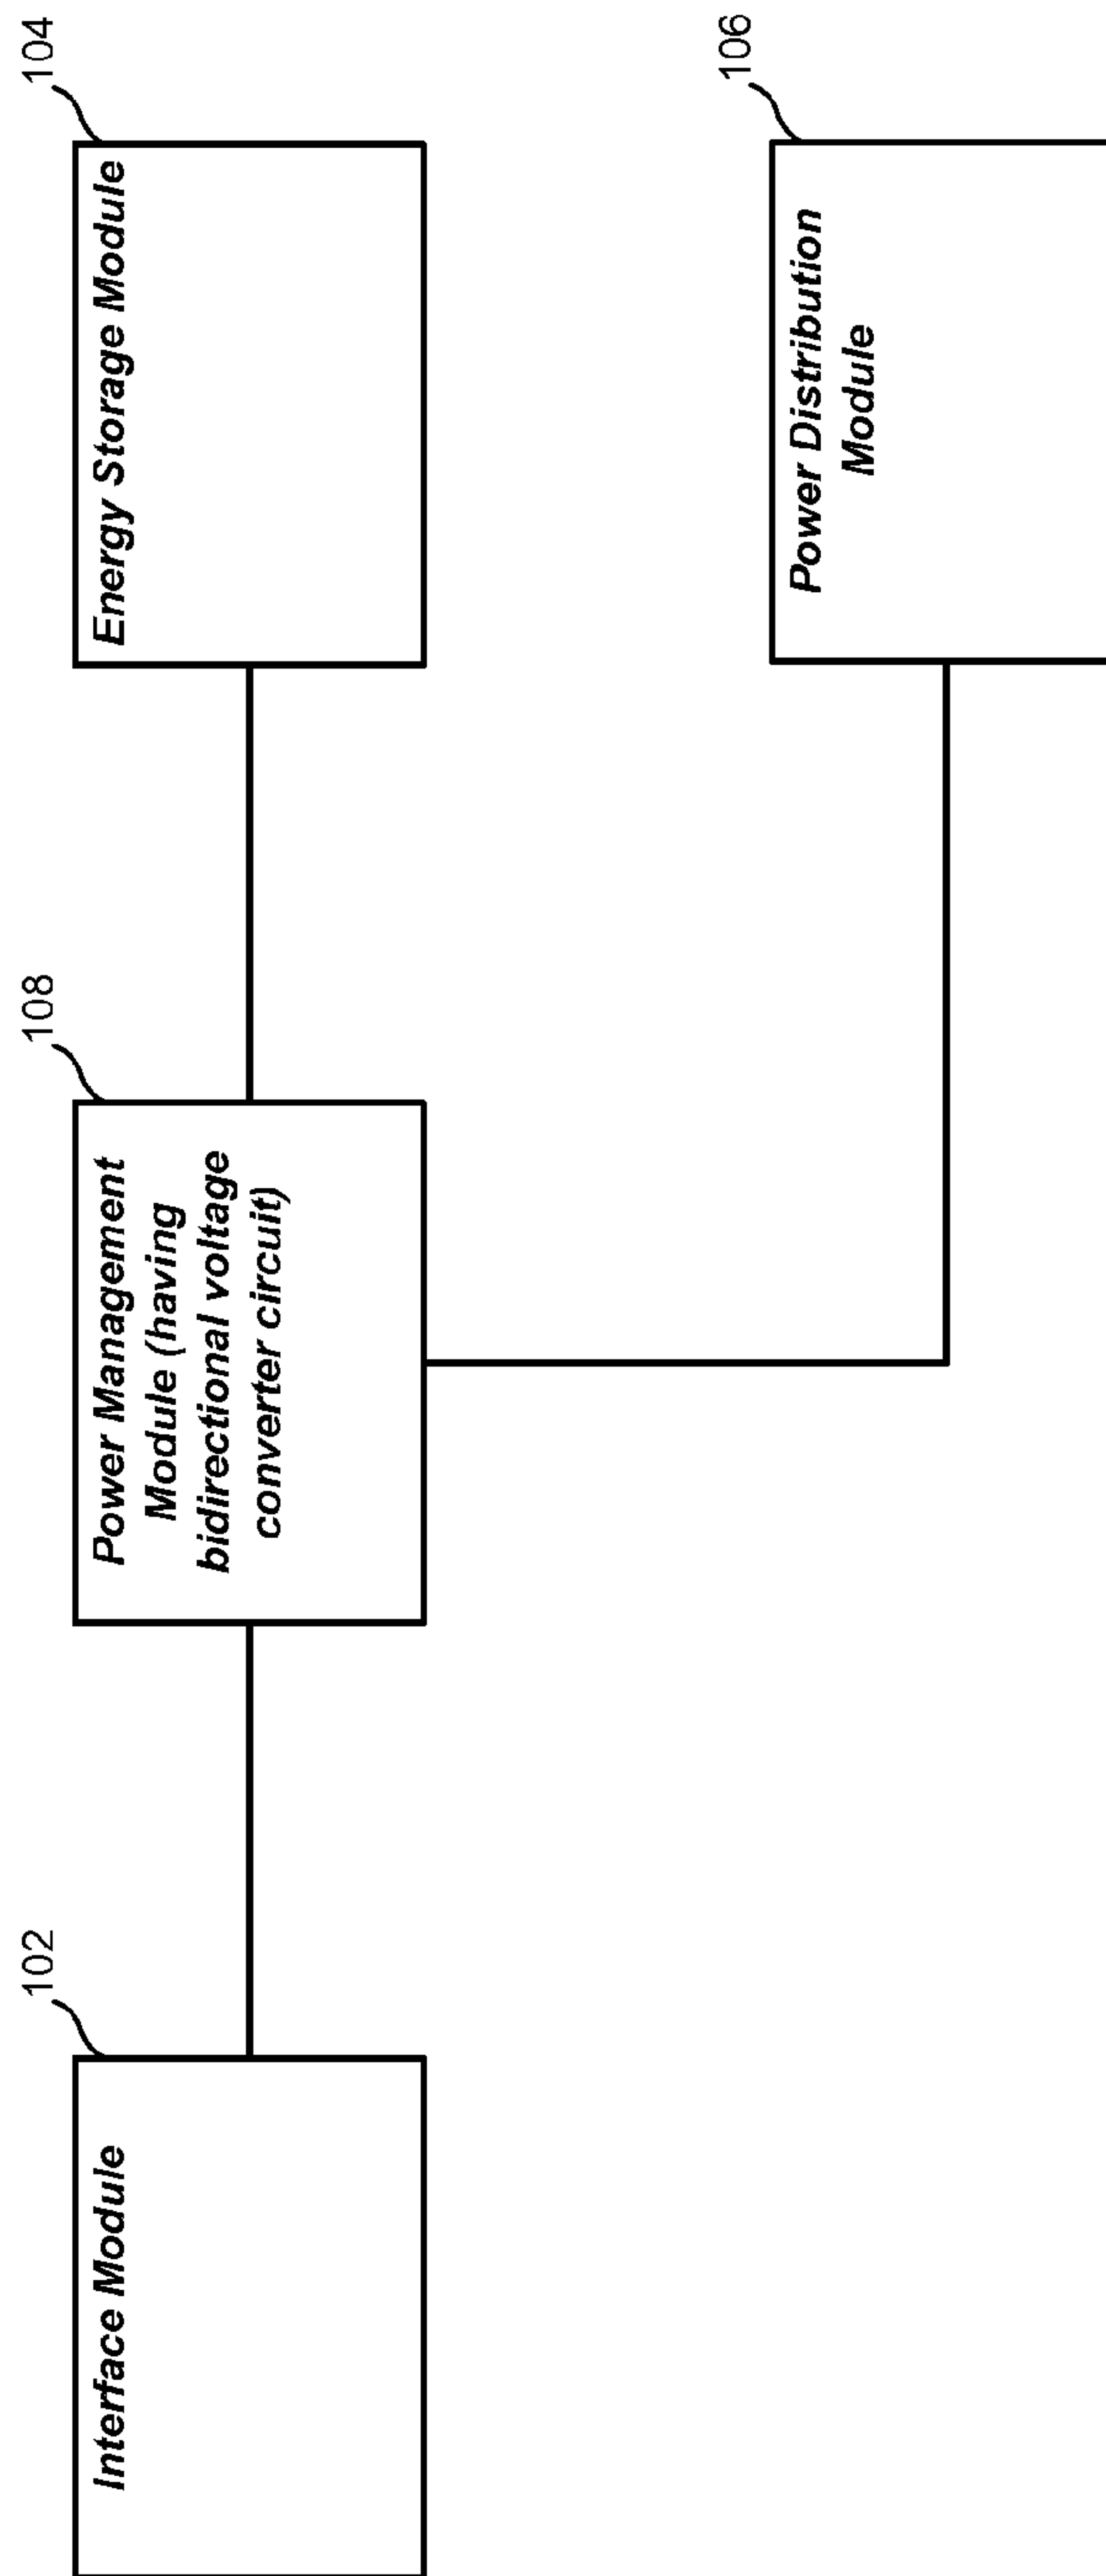 102
Interface Module
108
Power Management
Module (having
bidirectional voltage
converter circuit)
104
Energy Storage Module
106
Power Distribution
Module